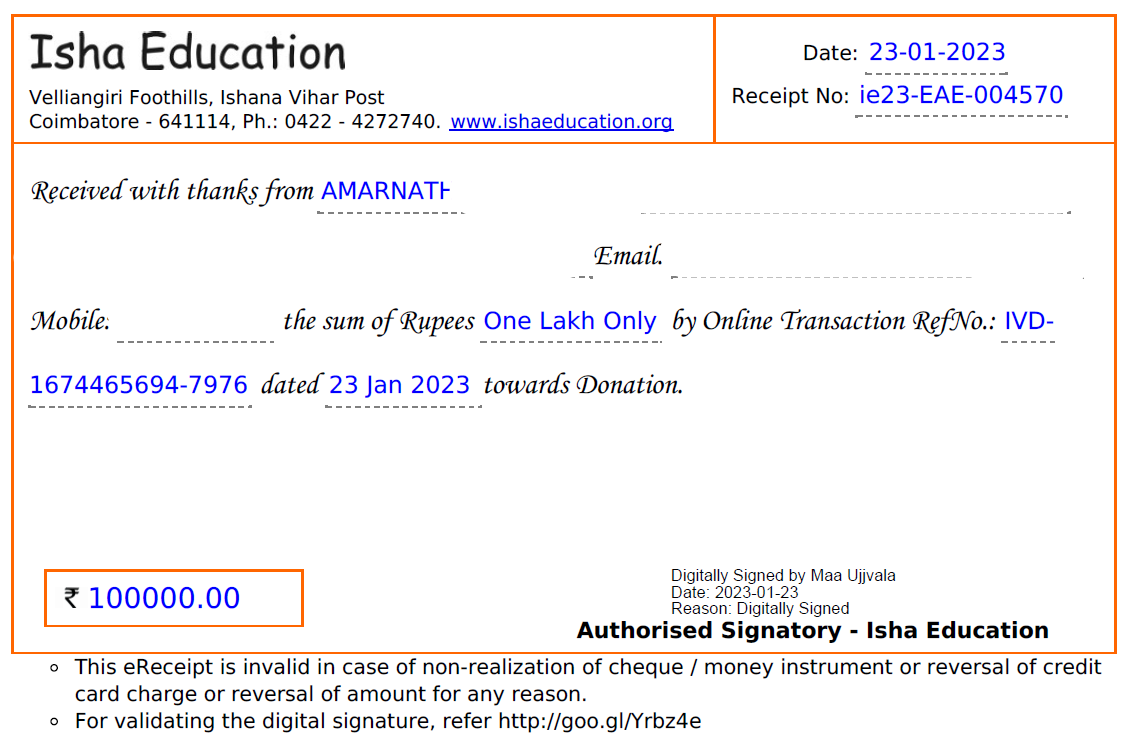 Isha Education
Velliangiri Foothills, Ishana Vihar Post
Coimbatore - 641114, Ph.: 0422 - 4272740. www.ishaeducation.org
Date: 23-01-2023
Receipt No: ie23-EAE-004570
Received with thanks from AMARNATH
Email.
Mobile: the sum of Rupees One Lakh Only by Online Transaction RefNo.: IVD-
1674465694-7976 dated 23 Jan 2023 towards Donation.
₹ 100000.00
Digitally Signed by Maa Ujjvala
Date: 2023-01-23
Reason: Digitally Signed
Authorised Signatory - Isha Education
This eReceipt is invalid in case of non-realization of cheque / money instrument or reversal of credit
card charge or reversal of amount for any reason.
For validating the digital signature, refer http://goo.gl/Yrbz4e